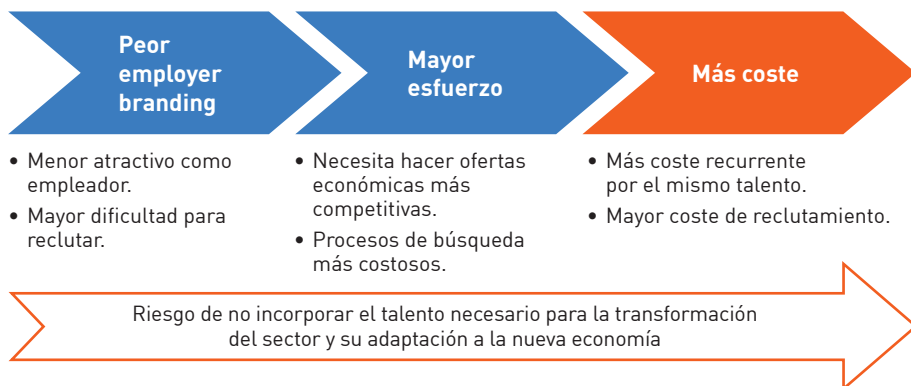 Peor
employer
branding
Mayor
esfuerzo
Más coste
• Menor atractivo como
empleador.
• Mayor dificultad para
reclutar.
• Necesita hacer ofertas
económicas más
competitivas.
• Procesos de búsqueda
más costosos.
• Más coste recurrente
por el mismo talento.
• Mayor coste de reclutamiento.
Riesgo de no incorporar el talento necesario para la transformación
del sector y su adaptación a la nueva economía